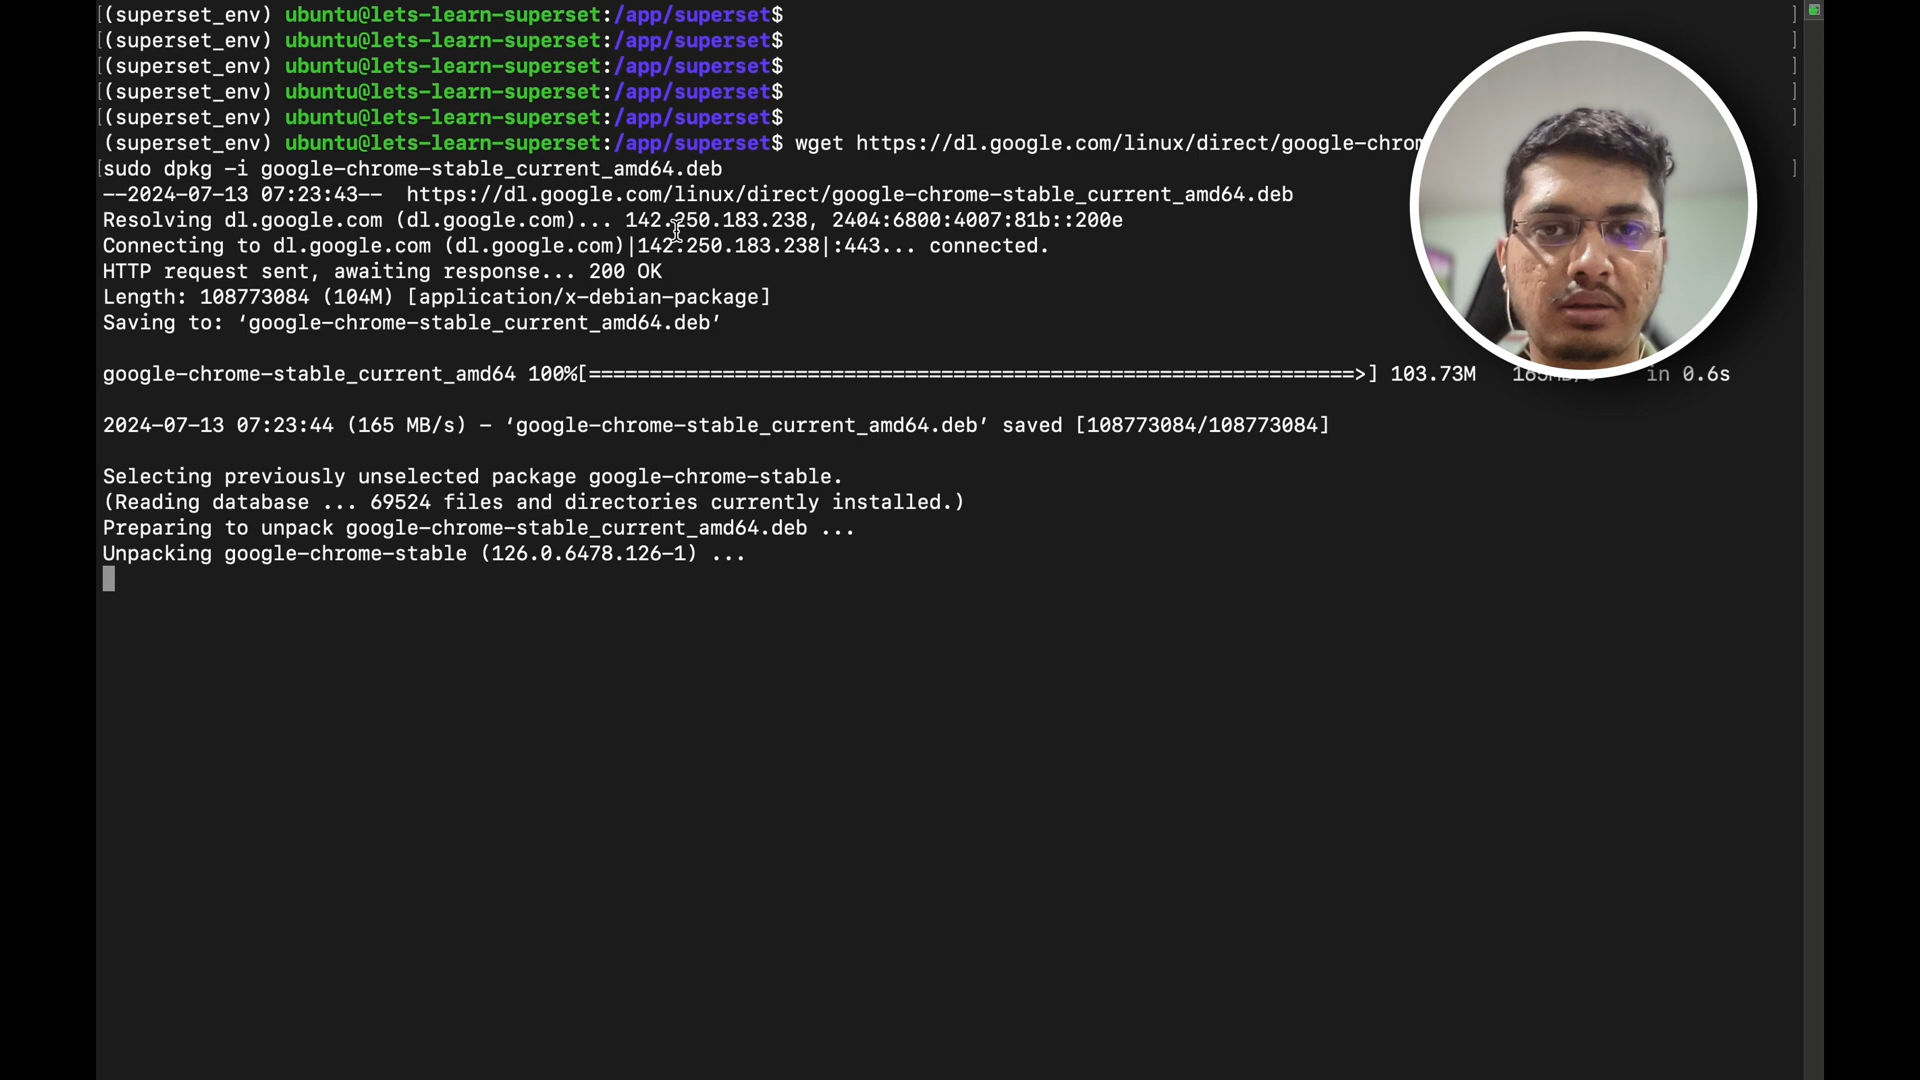 (superset_env) ubuntu@lets-learn-superset:/app/superset$
(superset_env) ubuntu@lets-learn-superset:/app/superset$
(superset_env) ubuntu@lets-learn-superset:/app/superset$
(superset_env) ubuntu@lets-learn-superset:/app/superset$
(superset_env) ubuntu@lets-learn-superset:/app/superset$
(superset_env) ubuntu@lets-learn-superset:/app/superset$ wget https://dl.google.com/linux/direct/google-chrom
sudo dpkg -i google-chrome-stable_current_amd64.deb
--2024-07-13 07:23:43--  https://dl.google.com/linux/direct/google-chrome-stable_current_amd64.deb
Resolving dl.google.com (dl.google.com)... 142.250.183.238, 2404:6800:4007:81b::200e
Connecting to dl.google.com (dl.google.com)|142.250.183.238|:443... connected.
HTTP request sent, awaiting response... 200 OK
Length: 108773084 (104M) [application/x-debian-package]
Saving to: ‘google-chrome-stable_current_amd64.deb’
google-chrome-stable_current_amd64 100%[===============================================================>] 103.73M in 0.6s
2024-07-13 07:23:44 (165 MB/s) - ‘google-chrome-stable_current_amd64.deb’ saved [108773084/108773084]
Selecting previously unselected package google-chrome-stable.
(Reading database ... 69524 files and directories currently installed.)
Preparing to unpack google-chrome-stable_current_amd64.deb ...
Unpacking google-chrome-stable (126.0.6478.126-1) ...